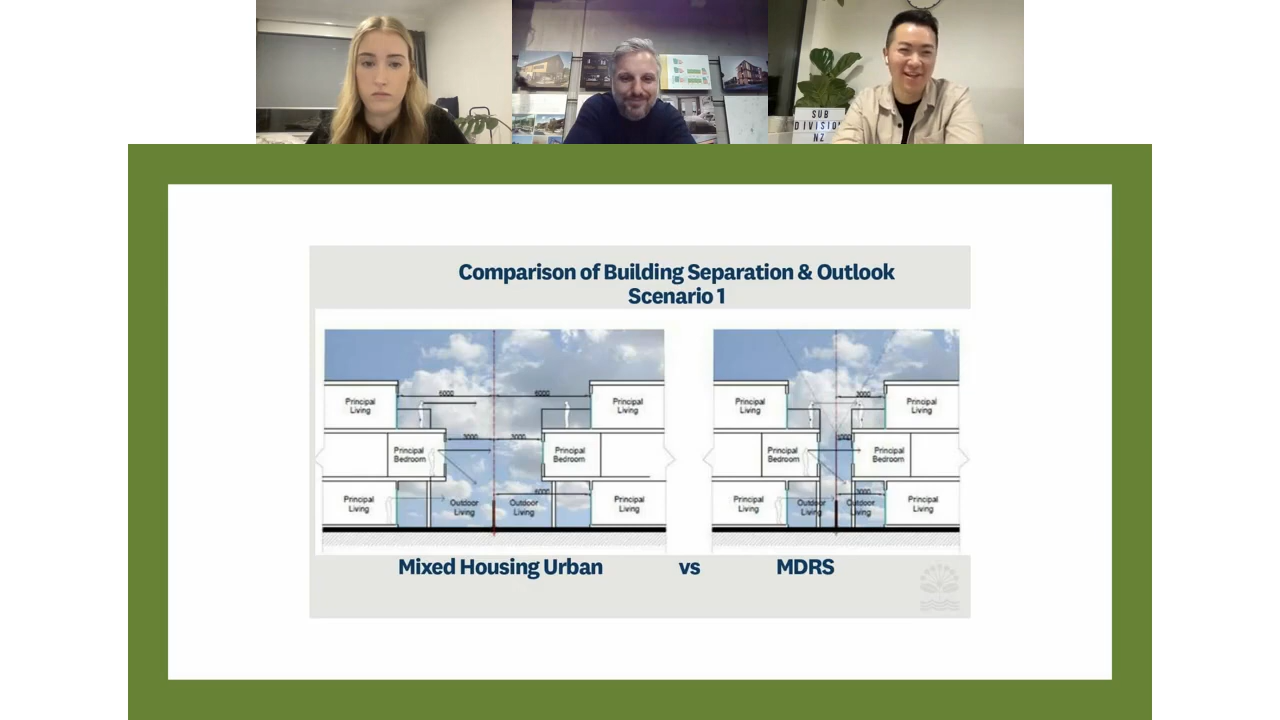 SUB
DIVISION
NZ
Comparison of Building Separation & Outlook
Scenario 1
6000
6000
3000
Principal
Living
Principal
Living
Principal
Living
Principal
Living
3000
3000
Principal
Bedroom
Principal
Bedroom
Principal
Bedroom
Principal
Bedroom
6000
3000
Principal
Living
Outdoor
Living
Outdoor
Living
Principal
Living
Principal
Living
Outdoor
Living
Outdoor
Living
Principal
Living
Mixed Housing Urban vs MDRS